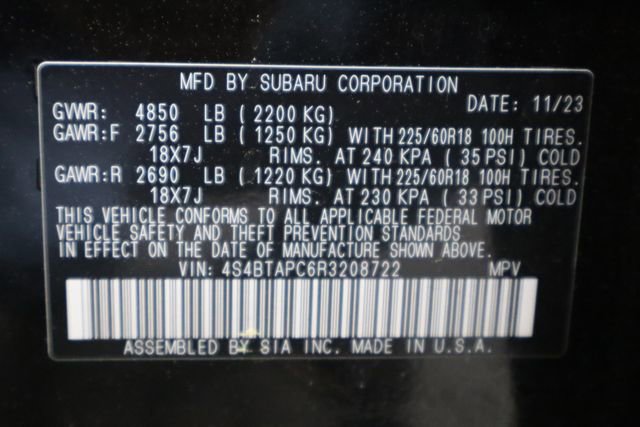 MFD BY SUBARU CORPORATION
DATE: 11/23
GVWR: 4850 LB (2200 KG)
GAWR:F 2756 LB (1250 KG) WITH 225/60R18 100H TIRES.
18X7J RIMS. AT 240 KPA (35 PSI) COLD
GAWR:R 2690 LB (1220 KG) WITH 225/60R18 100H TIRES.
18X7J RIMS. AT 230 KPA (33 PSI) COLD
THIS VEHICLE CONFORMS TO ALL APPLICABLE FEDERAL MOTOR
VEHICLE SAFETY AND THEFT PREVENTION STANDARDS
IN EFFECT ON THE DATE OF MANUFACTURE SHOWN ABOVE.
VIN: 4S4BTAPC6R3208722 MPV
ASSEMBLED BY SIA INC. MADE IN U.S.A.